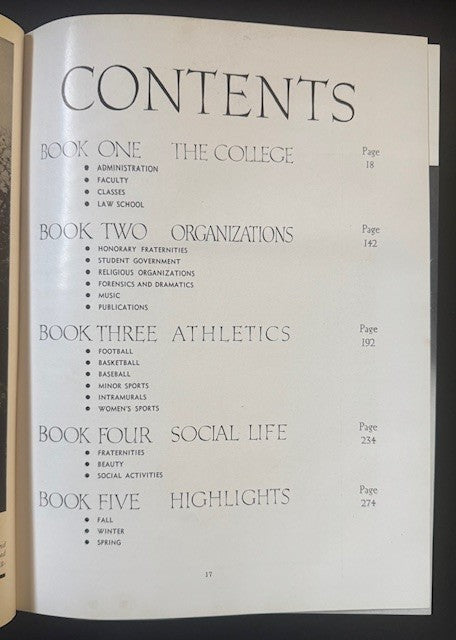 CONTENTS
BOOK ONE THE COLLEGE Page 18
● ADMINISTRATION
● FACULTY
● CLASSES
● LAW SCHOOL
BOOK TWO ORGANIZATIONS Page 142
● HONORARY FRATERNITIES
● STUDENT GOVERNMENT
● RELIGIOUS ORGANIZATIONS
● FORENSICS AND DRAMATICS
● MUSIC
● PUBLICATIONS
BOOK THREE ATHLETICS Page 192
● FOOTBALL
● BASKETBALL
● BASEBALL
● MINOR SPORTS
● INTRAMURALS
● WOMEN'S SPORTS
BOOK FOUR SOCIAL LIFE Page 234
● FRATERNITIES
● BEAUTY
● SOCIAL ACTIVITIES
BOOK FIVE HIGHLIGHTS Page 274
● FALL
● WINTER
● SPRING
17